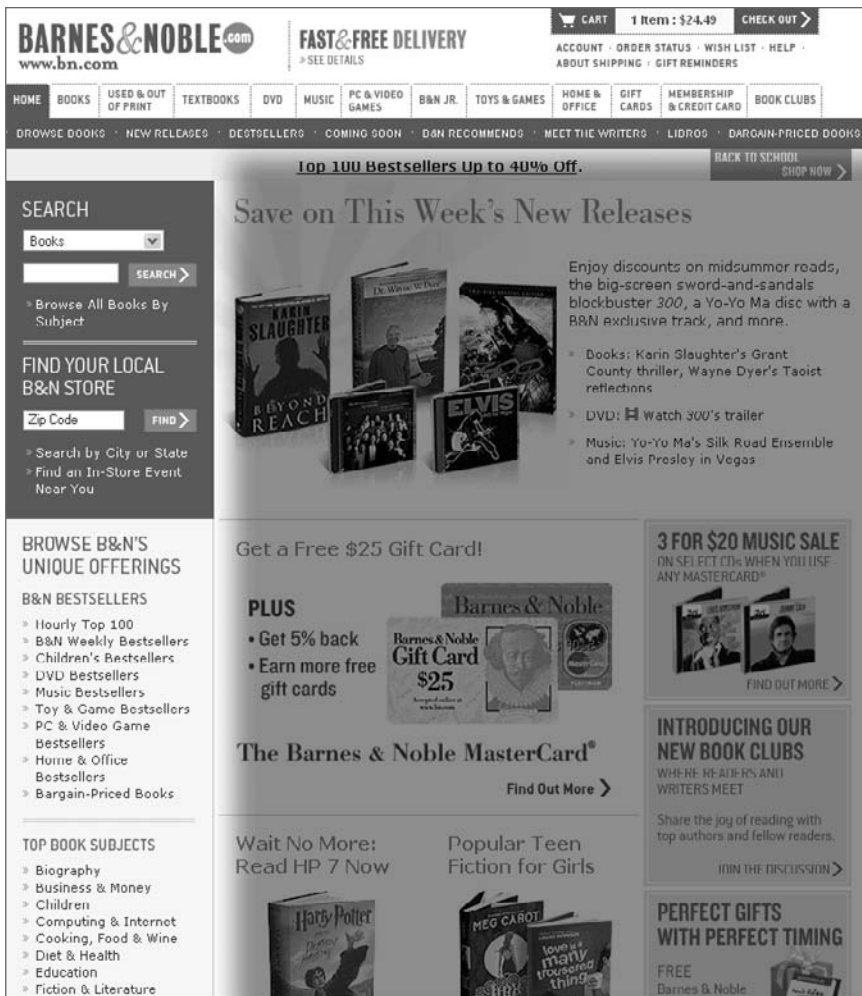 BARNES&NOBLE.com
www.bn.com
FAST&FREE DELIVERY
» SEE DETAILS
CART 1 Item : $24.49 CHECK OUT
ACCOUNT · ORDER STATUS · WISH LIST · HELP ·
ABOUT SHIPPING · GIFT REMINDERS
HOME BOOKS USED & OUT OF PRINT TEXTBOOKS DVD MUSIC PC & VIDEO GAMES B&N JR. TOYS & GAMES HOME & OFFICE GIFT CARDS MEMBERSHIP & CREDIT CARD BOOK CLUBS
BROWSE BOOKS · NEW RELEASES · BESTSELLERS · COMING SOON · B&N RECOMMENDS · MEET THE WRITERS · LIBROS · BARGAIN-PRICED BOOKS
Top 100 Bestsellers Up to 40% Off.
BACK TO SCHOOL
SHOP NOW
SEARCH
Books
SEARCH
» Browse All Books By
Subject
FIND YOUR LOCAL
B&N STORE
Zip Code FIND
» Search by City or State
» Find an In-Store Event
Near You
Save on This Week's New Releases
KARIN
SLAUGHTER
BEYOND
REACH
Dr. Wayne W. Dyer
ELVIS
Enjoy discounts on midsummer reads,
the big-screen sword-and-sandals
blockbuster 300, a Yo-Yo Ma disc with a
B&N exclusive track, and more.
» Books: Karin Slaughter's Grant
County thriller, Wayne Dyer's Taoist
reflections
» DVD: Watch 300's trailer
» Music: Yo-Yo Ma's Silk Road Ensemble
and Elvis Presley in Vegas
BROWSE B&N'S
UNIQUE OFFERINGS
B&N BESTSELLERS
» Hourly Top 100
» B&N Weekly Bestsellers
» Children's Bestsellers
» DVD Bestsellers
» Music Bestsellers
» Toy & Game Bestsellers
» PC & Video Game
Bestsellers
» Home & Office
Bestsellers
» Bargain-Priced Books
TOP BOOK SUBJECTS
» Biography
» Business & Money
» Children
» Computing & Internet
» Cooking, Food & Wine
» Diet & Health
» Education
» Fiction & Literature
Get a Free $25 Gift Card!
PLUS
• Get 5% back
• Earn more free
gift cards
Barnes & Noble
Barnes & Noble
Gift Card
$25
Accepted online at
www.bn.com
MasterCard
PLATINUM
The Barnes & Noble MasterCard®
Find Out More
Wait No More:
Read HP 7 Now
Harry Potter
Popular Teen
Fiction for Girls
MEG CABOT
love is a
many
trousered
thing
3 FOR $20 MUSIC SALE
ON SELECT CDs WHEN YOU USE
ANY MASTERCARD®
FIND OUT MORE
INTRODUCING OUR
NEW BOOK CLUBS
WHERE READERS AND
WRITERS MEET
Share the joy of reading with
top authors and fellow readers.
JOIN THE DISCUSSION
PERFECT GIFTS
WITH PERFECT TIMING
FREE
Barnes & Noble